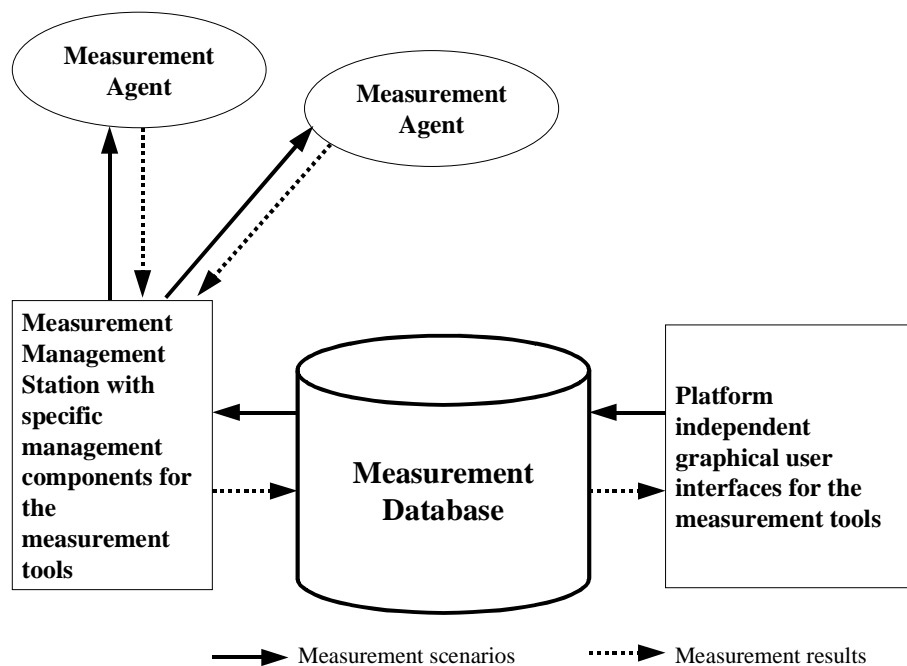 Measurement
Agent
Measurement
Agent
Measurement
Management
Station with
specific
management
components for
the
measurement
tools
Measurement
Database
Platform
independent
graphical user
interfaces for the
measurement tools
Measurement scenarios
Measurement results